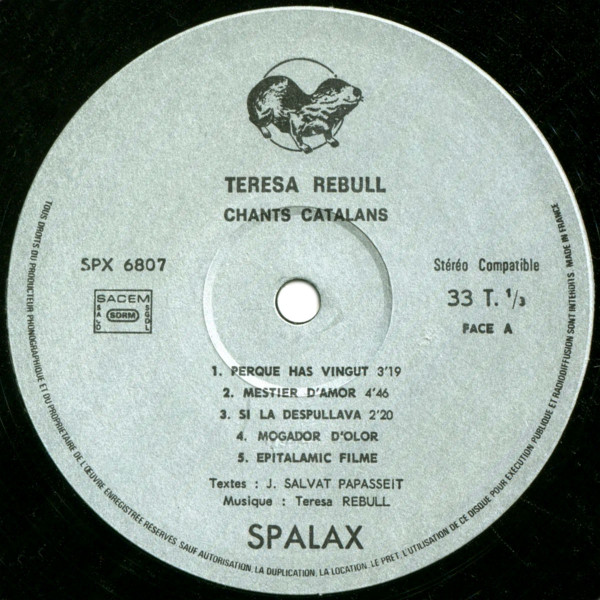 TERESA REBULL
CHANTS CATALANS
SPX 6807
Stéréo Compatible
SACEM
SDRM
SACD
SGDL
33 T. 1/3
FACE A
1. PERQUE HAS VINGUT 3'19
2. MESTIER D'AMOR 4'46
3. SI LA DESPULLAVA 2'20
4. MOGADOR D'OLOR
5. EPITALAMIC FILME
Textes : J. SALVAT PAPASSEIT
Musique : Teresa REBULL
SPALAX
TOUS DROITS DU PRODUCTEUR PHONOGRAPHIQUE ET DU PROPRIETAIRE DE L'ŒUVRE ENREGISTREE RESERVES. SAUF AUTORISATION, LA DUPLICATION, LA LOCATION, LE PRET, L'UTILISATION DE CE DISQUE POUR EXECUTION PUBLIQUE ET RADIODIFFUSION SONT INTERDITS. MADE IN FRANCE.